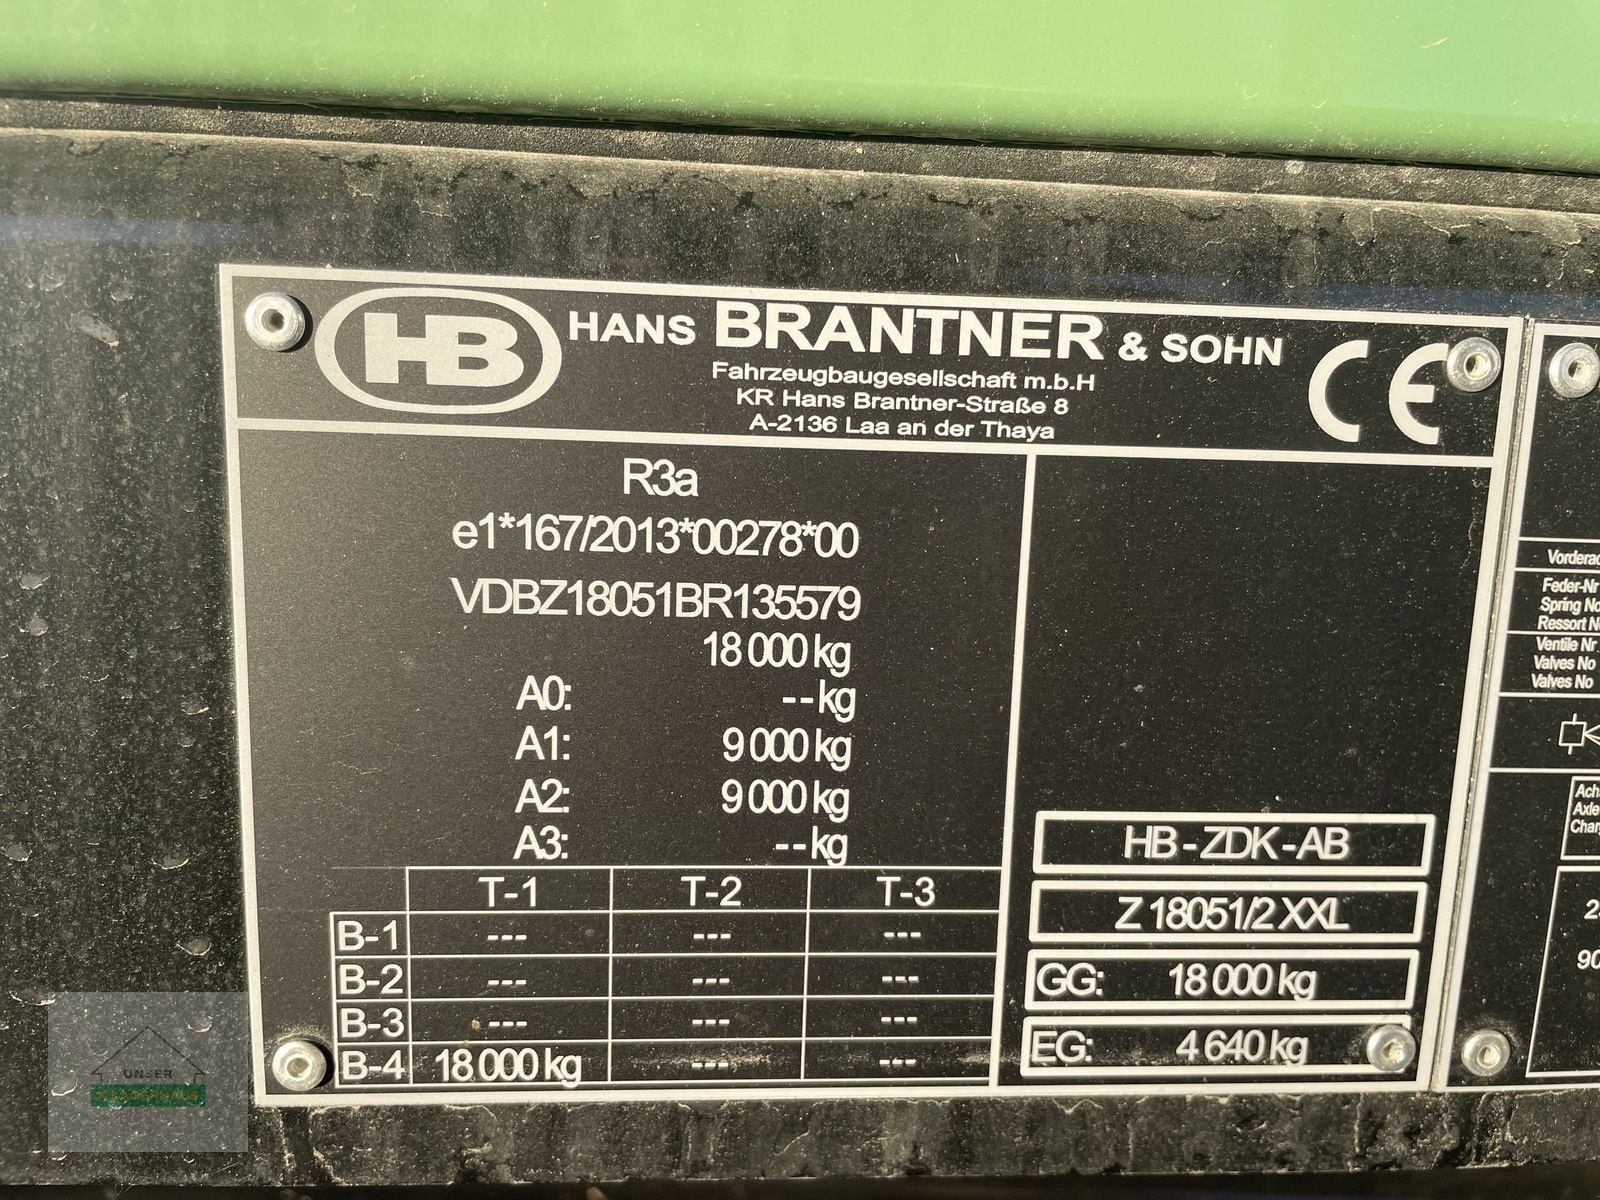 HB HANS BRANTNER & SOHN
Fahrzeugbaugesellschaft m.b.H
KR Hans Brantner-Straße 8
A-2136 Laa an der Thaya
CE
R3a
e1*167/2013*00278*00
VDBZ18051BR135579
18 000 kg
A0: -- kg
A1: 9 000 kg
A2: 9 000 kg
A3: -- kg
T-1 T-2 T-3
B-1 --- --- ---
B-2 --- --- ---
B-3 --- --- ---
B-4 18 000 kg --- ---
HB - ZDK - AB
Z 18051/2 XXL
GG: 18 000 kg
EG: 4 640 kg
Feder-Nr
Spring No
Ressort
Ventile Nr
Valves No
Valves No
90
UNSER